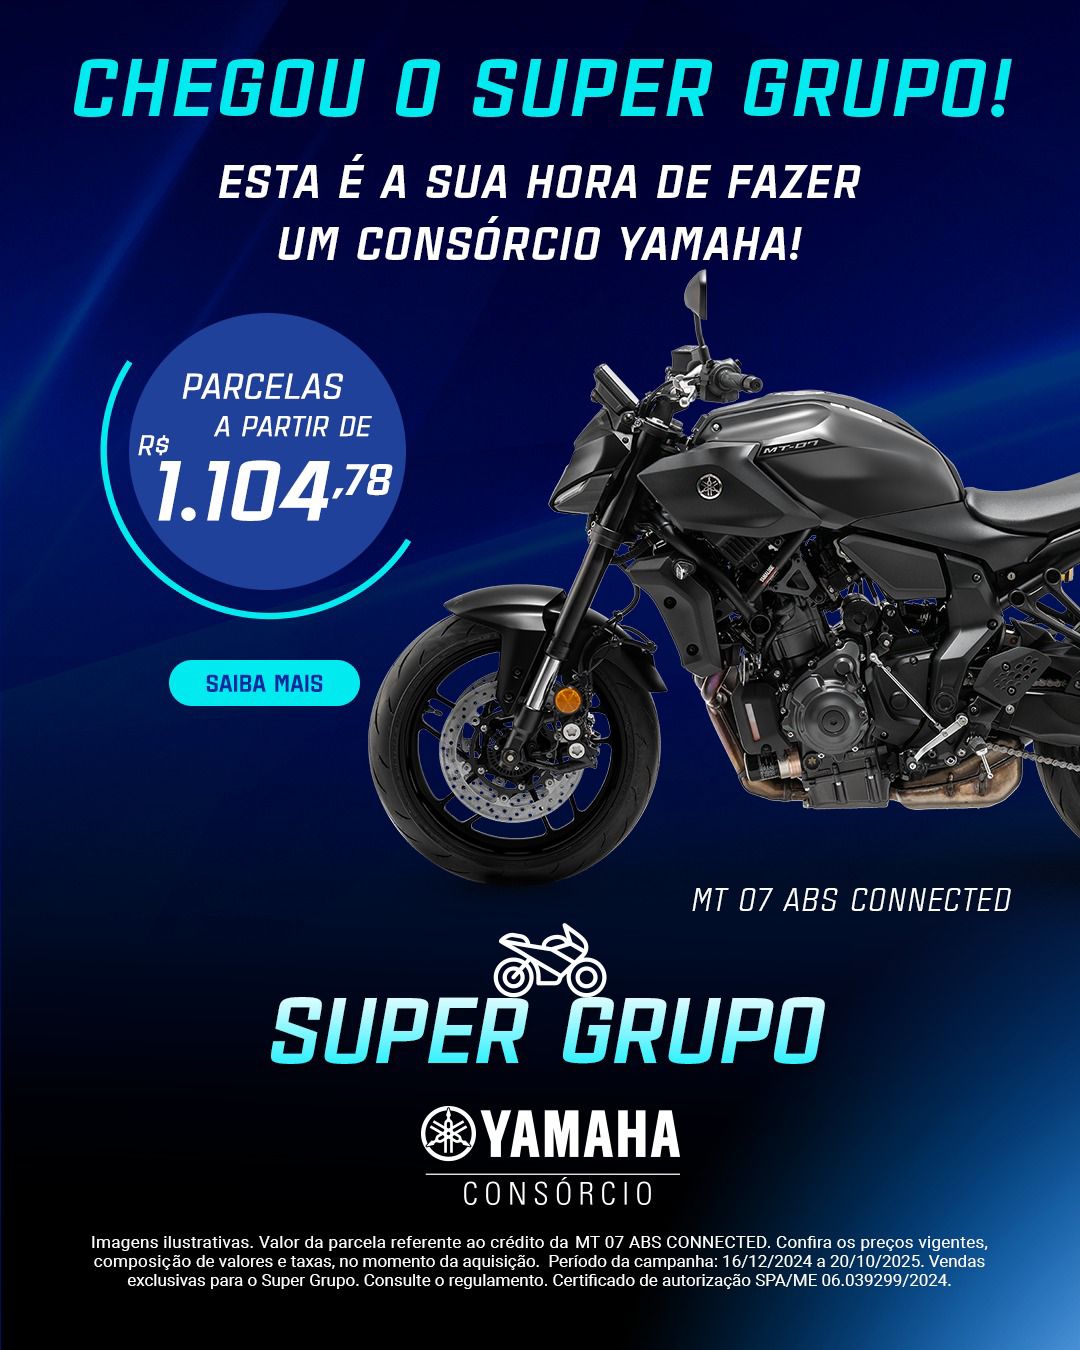 CHEGOU O SUPER GRUPO!
ESTA É A SUA HORA DE FAZER
UM CONSÓRCIO YAMAHA!
PARCELAS
A PARTIR DE
R$ 1.104,78
SAIBA MAIS
MT-07
YAMAHA
MT 07 ABS CONNECTED
SUPER GRUPO
YAMAHA
CONSÓRCIO
Imagens ilustrativas. Valor da parcela referente ao crédito da MT 07 ABS CONNECTED. Confira os preços vigentes,
composição de valores e taxas, no momento da aquisição. Período da campanha: 16/12/2024 a 20/10/2025. Vendas
exclusivas para o Super Grupo. Consulte o regulamento. Certificado de autorização SPA/ME 06.039299/2024.